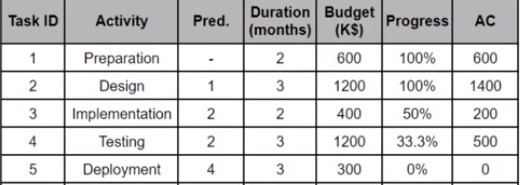 Task ID Activity Pred. Duration (months) Budget (K$) Progress AC
1 Preparation - 2 600 100% 600
2 Design 1 3 1200 100% 1400
3 Implementation 2 2 400 50% 200
4 Testing 2 3 1200 33.3% 500
5 Deployment 4 3 300 0% 0